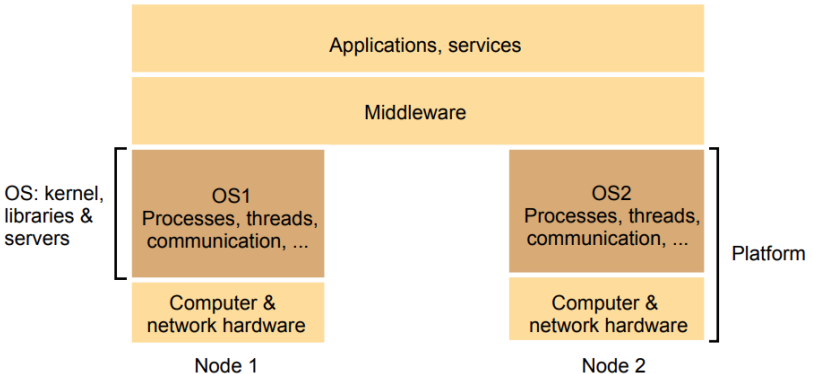 Applications, services
Middleware
OS: kernel,
libraries &
servers
OS1
Processes, threads,
communication, ...
OS2
Processes, threads,
communication, ...
Platform
Computer &
network hardware
Computer &
network hardware
Node 1
Node 2